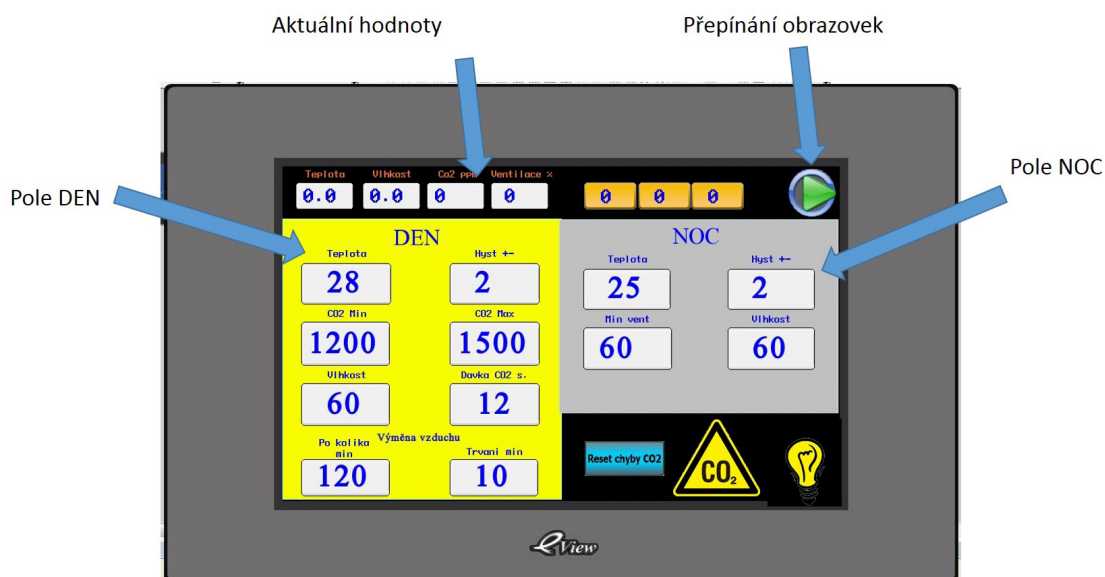 Aktuální hodnoty
Přepínání obrazovek
Pole NOC
Pole DEN
Teplota Vlhkost Co2 ppm Ventilace %
0.0 0.0 0 0 0 0 0
DEN
Teplota Hyst +-
28 2
CO2 Min CO2 Max
1200 1500
Vlhkost Davka CO2 s.
60 12
Výměna vzduchu
Po kolika min Trvani min
120 10
NOC
Teplota Hyst +-
25 2
Min vent Vlhkost
60 60
Reset chyby CO2
CO2
eView